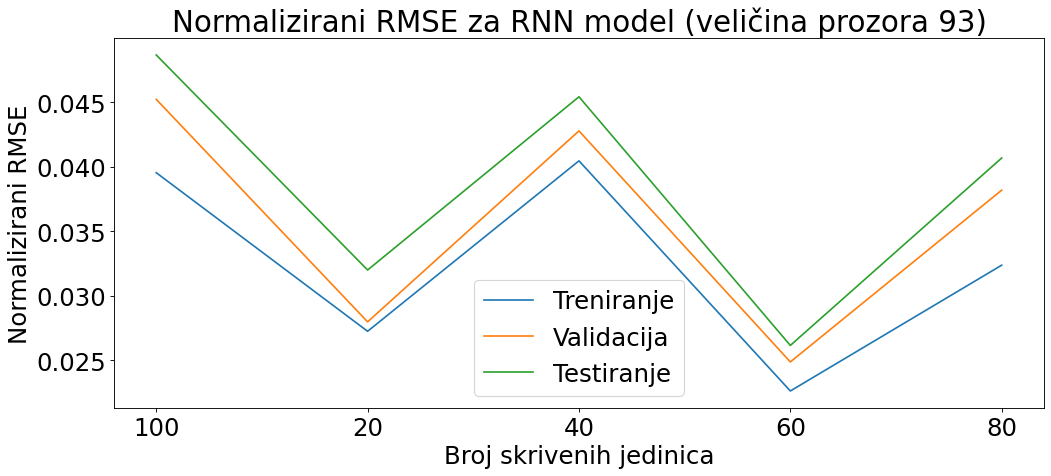 Normalizirani RMSE za RNN model (veličina prozora 93)
Normalizirani RMSE
0.045
0.040
0.035
0.030
0.025
Treniranje
Validacija
Testiranje
100 20 40 60 80
Broj skrivenih jedinica